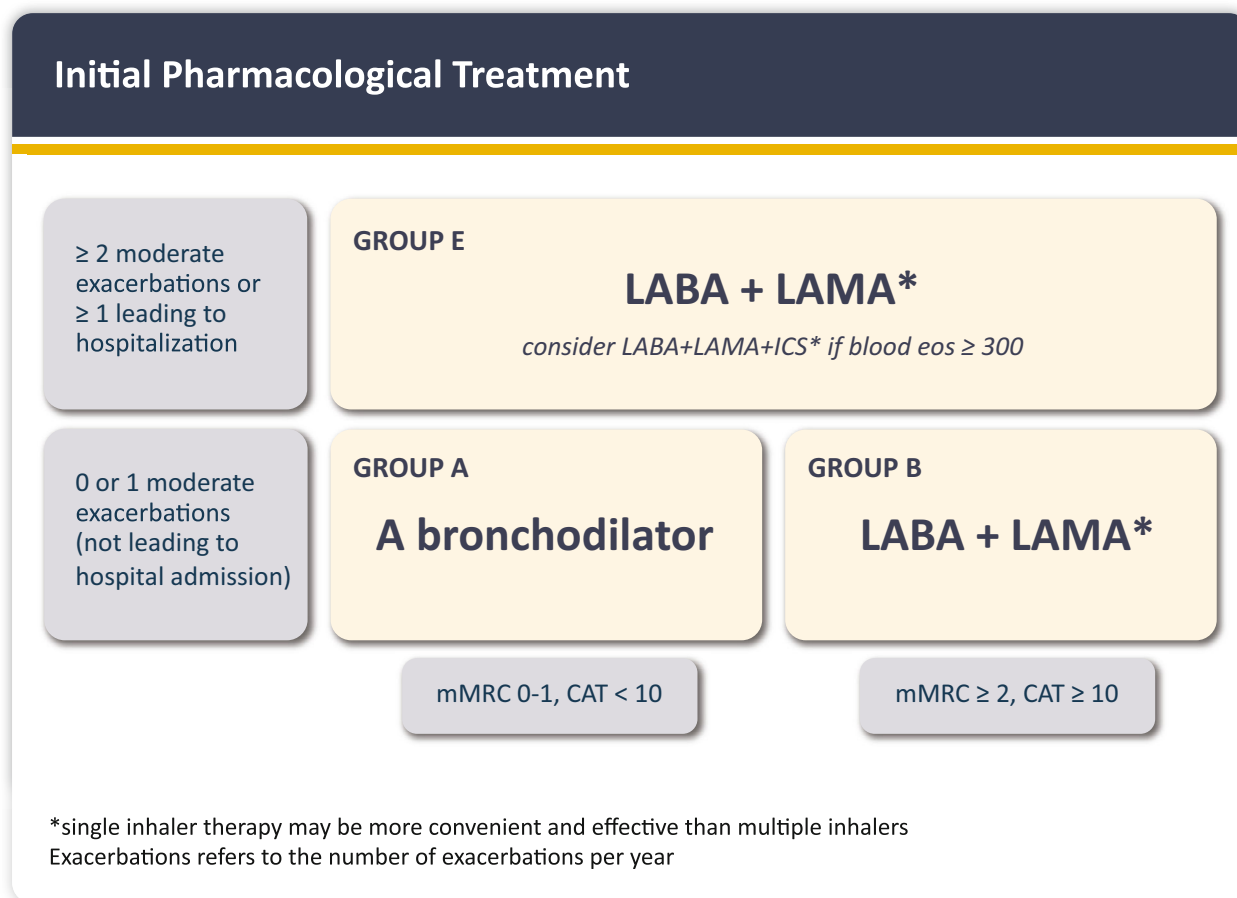 Initial Pharmacological Treatment
≥ 2 moderate
exacerbations or
≥ 1 leading to
hospitalization
GROUP E
LABA + LAMA*
consider LABA+LAMA+ICS* if blood eos ≥ 300
0 or 1 moderate
exacerbations
(not leading to
hospital admission)
GROUP A
A bronchodilator
GROUP B
LABA + LAMA*
mMRC 0-1, CAT < 10
mMRC ≥ 2, CAT ≥ 10
*single inhaler therapy may be more convenient and effective than multiple inhalers
Exacerbations refers to the number of exacerbations per year